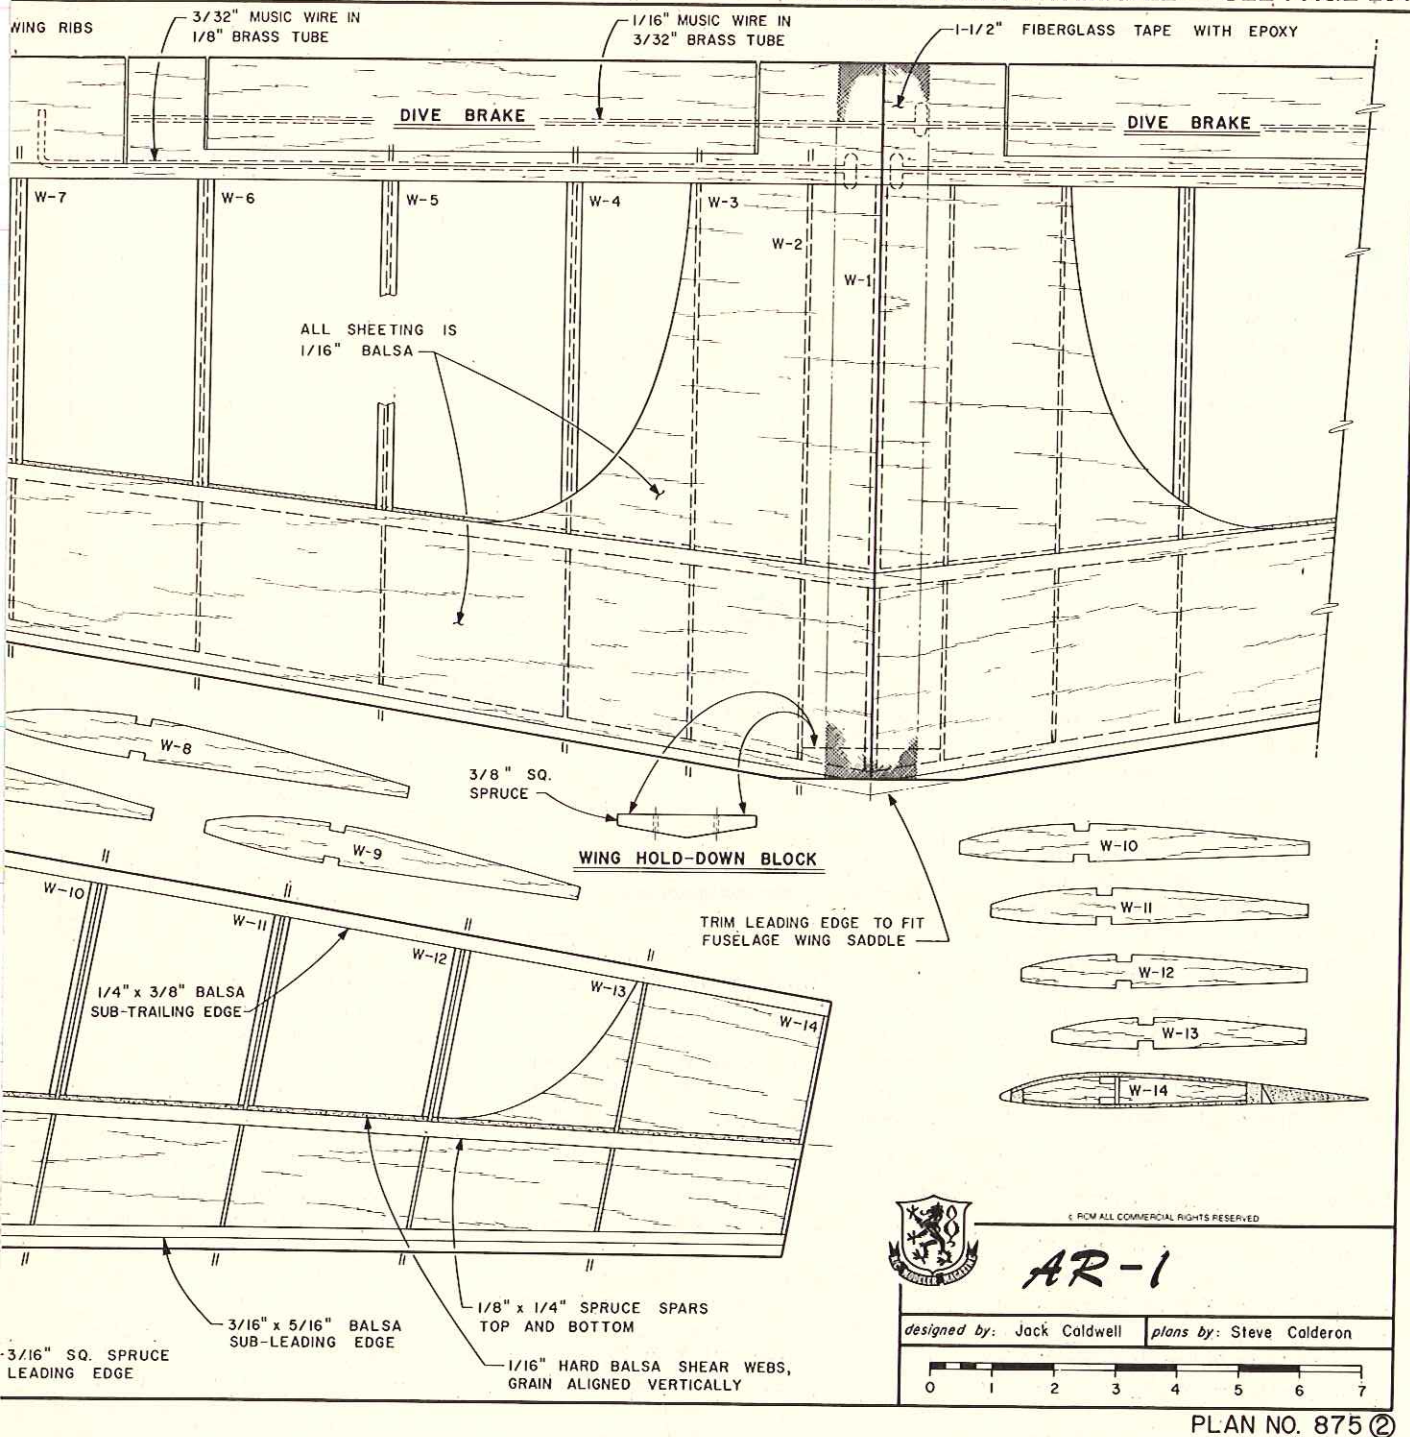 WING RIBS
3/32" MUSIC WIRE IN
1/8" BRASS TUBE
1/16" MUSIC WIRE IN
3/32" BRASS TUBE
1-1/2" FIBERGLASS TAPE WITH EPOXY
DIVE BRAKE
DIVE BRAKE
W-7
W-6
W-5
W-4
W-3
W-2
W-1
ALL SHEETING IS
1/16" BALSA
W-8
W-9
3/8" SQ.
SPRUCE
WING HOLD-DOWN BLOCK
TRIM LEADING EDGE TO FIT
FUSELAGE WING SADDLE
W-10
W-11
W-12
W-13
W-14
W-10
W-11
W-12
W-13
W-14
1/4" x 3/8" BALSA
SUB-TRAILING EDGE
3/16" x 5/16" BALSA
SUB-LEADING EDGE
3/16" SQ. SPRUCE
LEADING EDGE
1/8" x 1/4" SPRUCE SPARS
TOP AND BOTTOM
1/16" HARD BALSA SHEAR WEBS,
GRAIN ALIGNED VERTICALLY
© RCM ALL COMMERCIAL RIGHTS RESERVED
AR-1
designed by: Jack Caldwell
plans by: Steve Calderon
0 1 2 3 4 5 6 7
PLAN NO. 875 ②